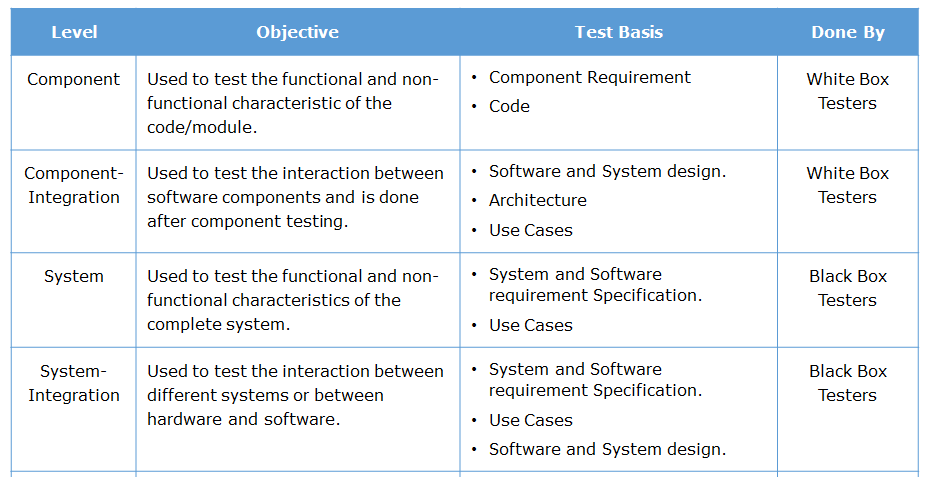 Level Objective Test Basis Done By
Component
Used to test the functional and non-
functional characteristic of the
code/module.
• Component Requirement
• Code
White Box
Testers
Component-
Integration
Used to test the interaction between
software components and is done
after component testing.
• Software and System design.
• Architecture
• Use Cases
White Box
Testers
System
Used to test the functional and non-
functional characteristics of the
complete system.
• System and Software
requirement Specification.
• Use Cases
Black Box
Testers
System-
Integration
Used to test the interaction between
different systems or between
hardware and software.
• System and Software
requirement Specification.
• Use Cases
• Software and System design.
Black Box
Testers